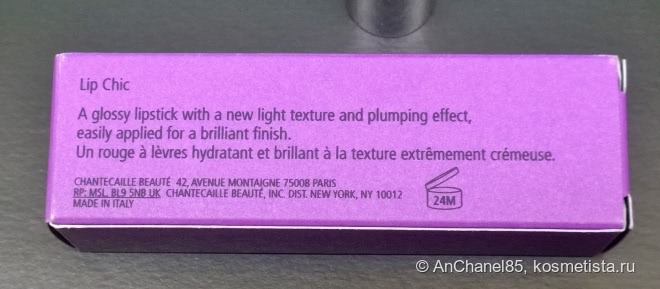 Lip Chic
A glossy lipstick with a new light texture and plumping effect,
easily applied for a brilliant finish.
Un rouge à lèvres hydratant et brillant à la texture extrêmement crémeuse.
CHANTECAILLE BEAUTÉ 42, AVENUE MONTAIGNE 75008 PARIS
RP: MSL. BL9 5NB UK CHANTECAILLE BEAUTÉ, INC. DIST. NEW YORK, NY 10012
MADE IN ITALY
24M
© AnChanel85, kosmetista.ru